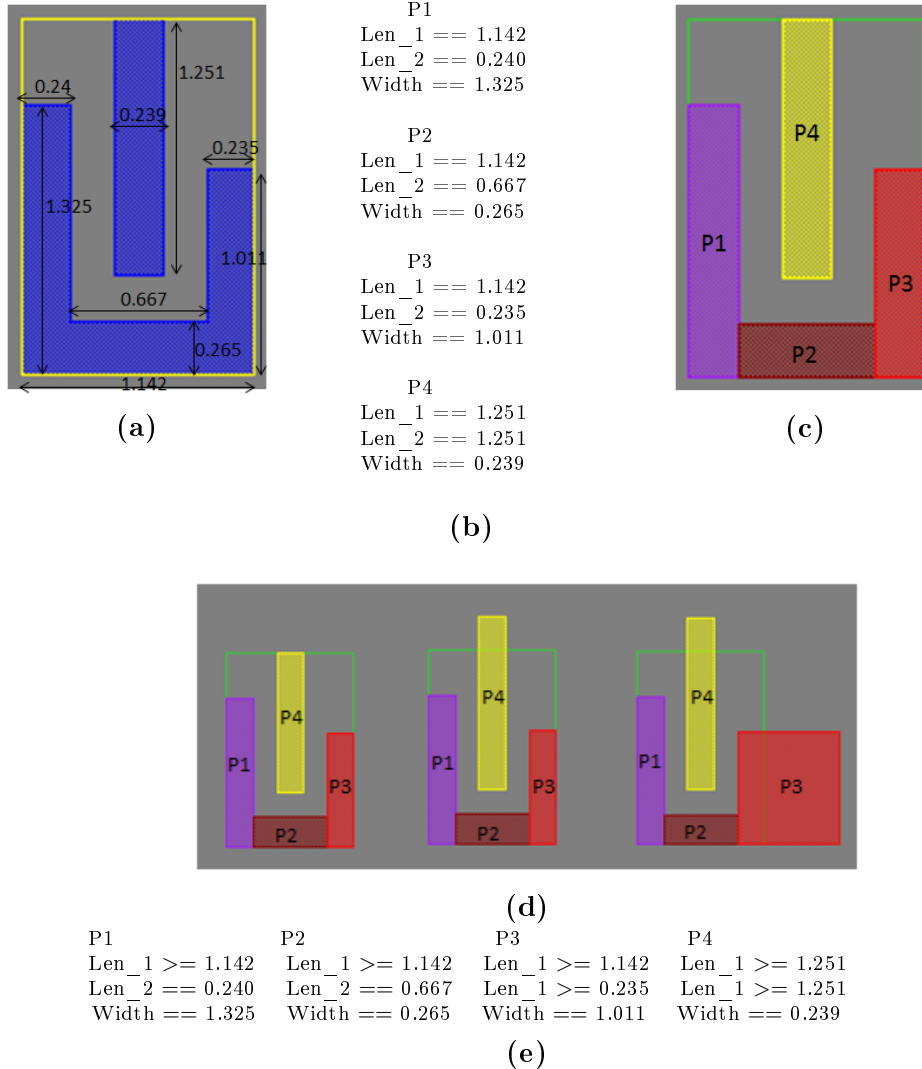 0.24
1.251
0.239
0.235
1.325
1.011
0.667
0.265
1.142
(a)
P1
Len_1 == 1.142
Len_2 == 0.240
Width == 1.325
P2
Len_1 == 1.142
Len_2 == 0.667
Width == 0.265
P3
Len_1 == 1.142
Len_2 == 0.235
Width == 1.011
P4
Len_1 == 1.251
Len_2 == 1.251
Width == 0.239
(b)
P4
P1
P3
P2
(c)
P4
P1
P3
P2
P4
P1
P3
P2
P4
P1
P3
P2
(d)
P1
Len_1 >= 1.142
Len_2 == 0.240
Width == 1.325
P2
Len_1 >= 1.142
Len_2 == 0.667
Width == 0.265
P3
Len_1 >= 1.142
Len_1 >= 0.235
Width == 1.011
P4
Len_1 >= 1.251
Len_1 >= 1.251
Width == 0.239
(e)